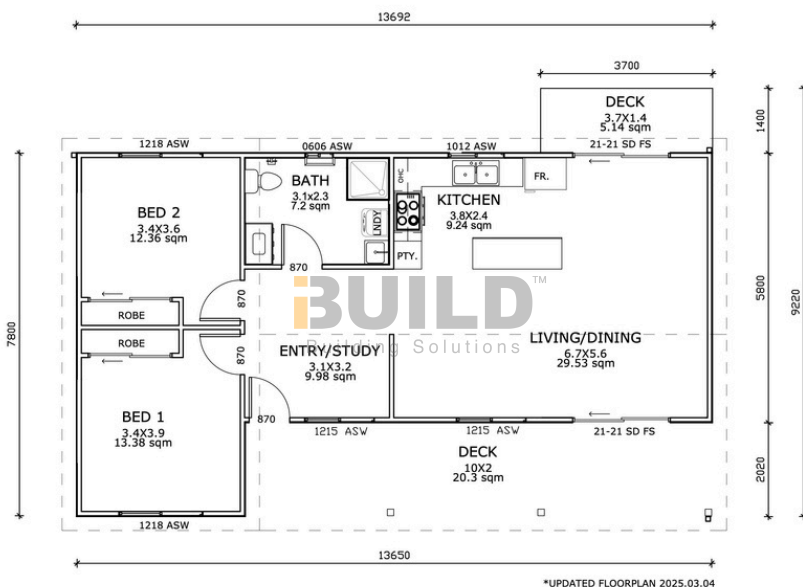 13692
3700
DECK
3.7X1.4
5.14 sqm
1400
1218 ASW
0606 ASW
1012 ASW
21-21 SD FS
BATH
3.1x2.3
7.2 sqm
OHC
FR.
KITCHEN
3.8X2.4
9.24 sqm
BED 2
3.4X3.6
12.36 sqm
LNDY
PTY.
870
870
ROBE
iBUILD™
Building Solutions
5800
9220
7800
ROBE
870
ENTRY/STUDY
3.1X3.2
9.98 sqm
LIVING/DINING
6.7X5.6
29.53 sqm
BED 1
3.4X3.9
13.38 sqm
870
1215 ASW
1215 ASW
21-21 SD FS
DECK
10X2
20.3 sqm
2020
1218 ASW
13650
*UPDATED FLOORPLAN 2025.03.04